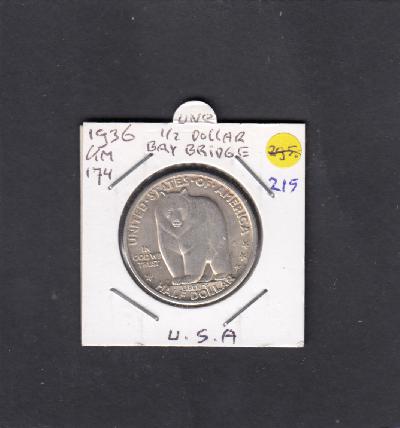 UNC
1936 1/2 DOLLAR
KM BAY BRIDGE
174
295.
215
UNITED·STATES·OF·AMERICA
IN
GOD WE
TRUST
HALF DOLLAR
U.S.A